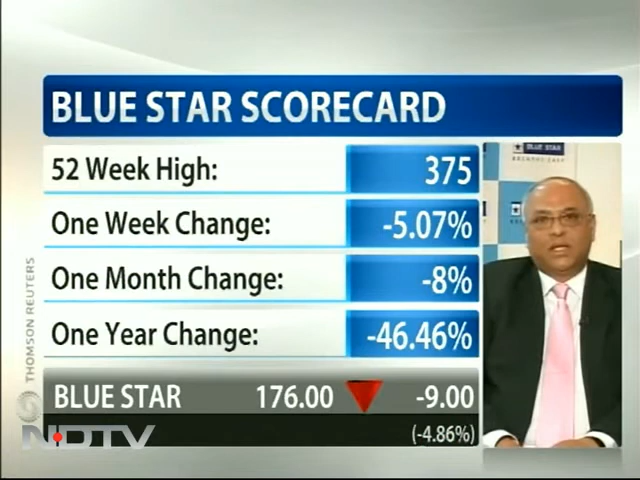 BLUE STAR SCORECARD
52 Week High: 375
One Week Change: -5.07%
One Month Change: -8%
One Year Change: -46.46%
BLUE STAR 176.00 -9.00
(-4.86%)
THOMSON REUTERS
NDTV
BLUE STAR